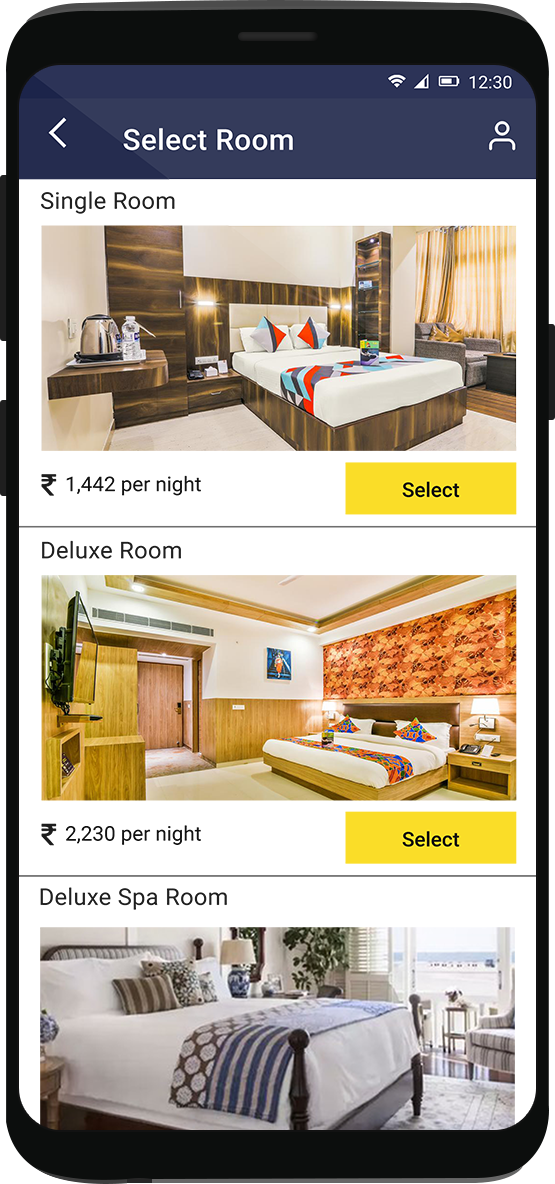 12:30
Select Room
Single Room
₹ 1,442 per night
Select
Deluxe Room
₹ 2,230 per night
Select
Deluxe Spa Room